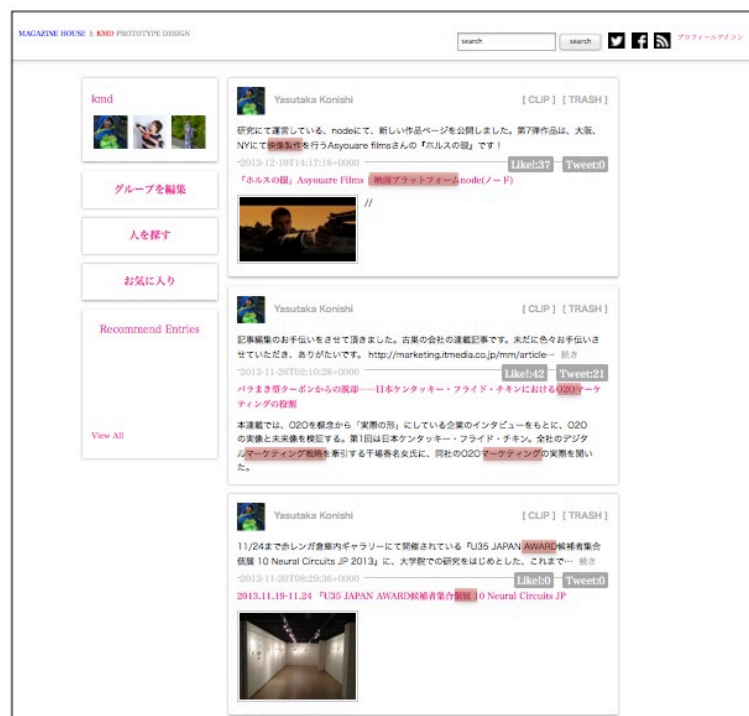 MAGAZINE HOUSE と KMD PROTOTYPE DESIGN
search
search
プロフィールアイコン
kmd
グループを編集
人を探す
お気に入り
Recommend Entries
View All
Yasutaka Konishi
[ CLIP ] [ TRASH ]
研究にて運営している、nodeにて、新しい作品ページを公開しました。第7弾作品は、大阪、
NYにて映像製作を行うAsyouare filmsさんの『ホルスの眼』です!
2013-12-10T14:17:18+0000
Like!:37 Tweet:0
『ホルスの眼』Asyouare Films | 映画プラットフォームnode(ノード)
//
Yasutaka Konishi
[ CLIP ] [ TRASH ]
記事編集のお手伝いをさせて頂きました。古巣の会社の連載記事です。未だに色々お手伝いさ
せていただき、ありがたいです。 http://marketing.itmedia.co.jp/mm/article… 続き
2013-11-26T02:10:28+0000
Like!:42 Tweet:21
バラまき型クーポンからの脱却――日本ケンタッキー・フライド・チキンにおけるO2Oマーケ
ティングの役割
本連載では、O2Oを概念から「実際の形」にしている企業のインタビューをもとに、O2O
の実像と未来像を検証する。第1回は日本ケンタッキー・フライド・チキン。全社のデジタ
ルマーケティング戦略を牽引する干場香名女氏に、同社のO2Oマーケティングの実際を聞い
た。
Yasutaka Konishi
[ CLIP ] [ TRASH ]
11/24まで赤レンガ倉庫内ギャラリーにて開催されている『U35 JAPAN AWARD候補者集合
個展 10 Neural Circuits JP 2013』に、大学院での研究をはじめとした、これまで… 続き
2013-11-20T08:29:36+0000
Like!:0 Tweet:0
2013.11.19-11.24 『U35 JAPAN AWARD候補者集合個展 10 Neural Circuits JP